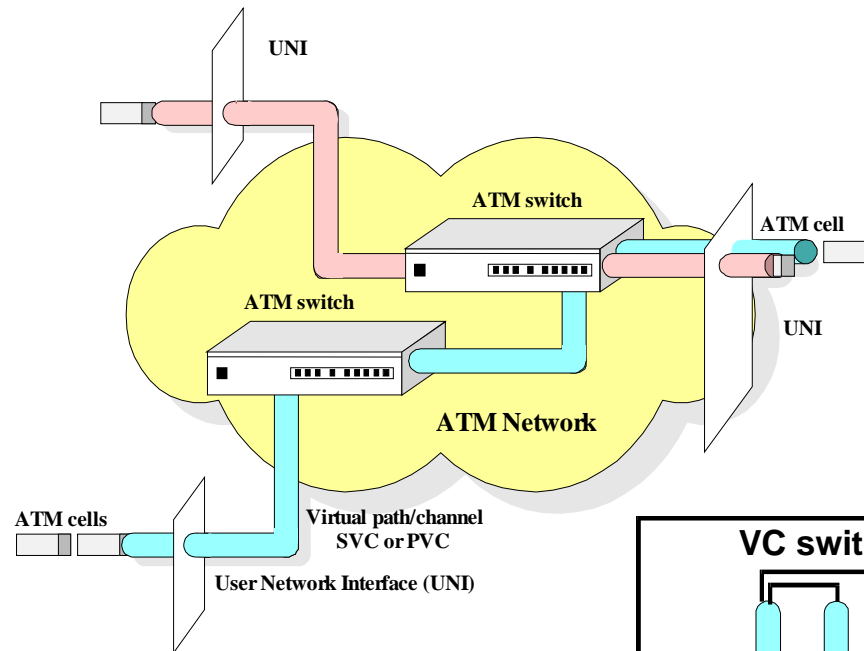 UNI
ATM switch
ATM cell
ATM switch
UNI
ATM Network
ATM cells
Virtual path/channel
SVC or PVC
User Network Interface (UNI)
VC swit